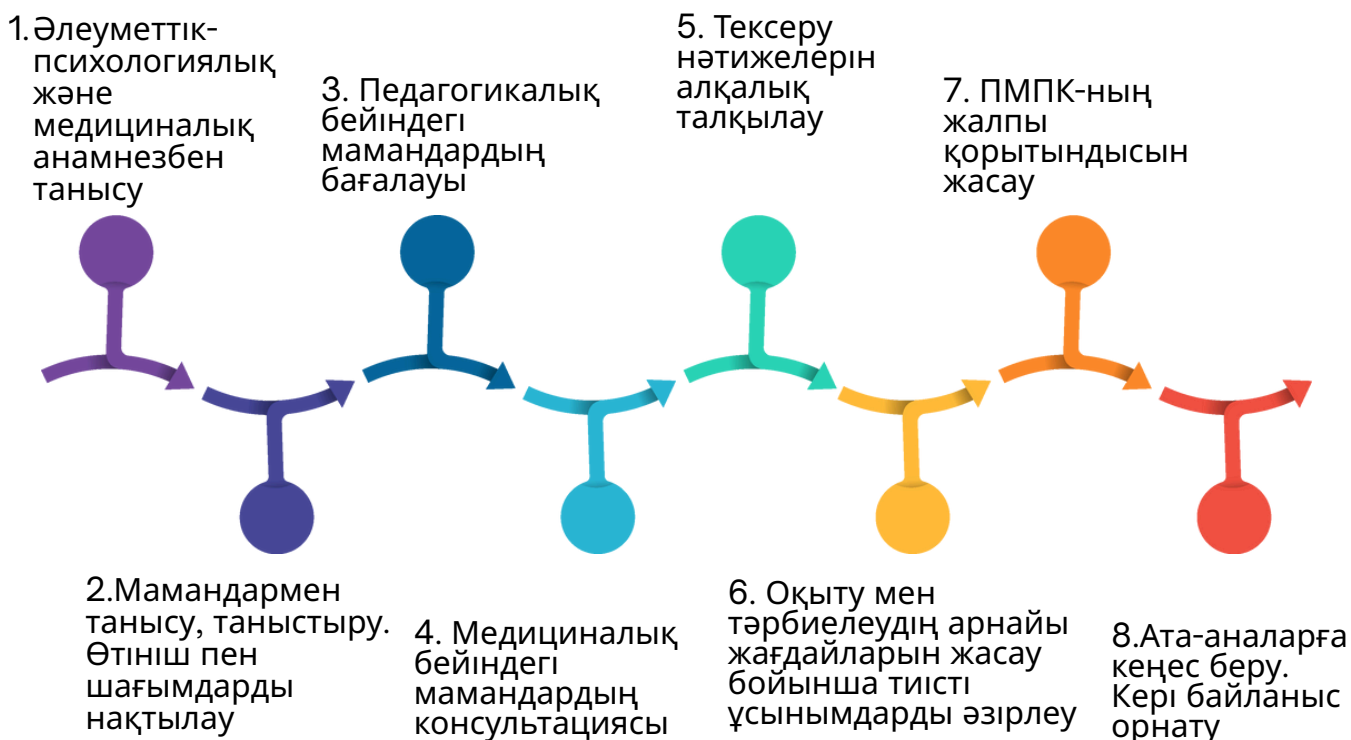 1.Әлеуметтік-
психологиялық
және
медициналық
анамнезбен
танысу
2.Мамандармен
танысу, таныстыру.
Өтініш пен
шағымдарды
нақтылау
3. Педагогикалық
бейіндегі
мамандардың
бағалауы
4. Медициналық
бейіндегі
мамандардың
консультациясы
5. Тексеру
нәтижелерін
алқалық
талқылау
6. Оқыту мен
тәрбиелеудің арнайы
жағдайларын жасау
бойынша тиісті
ұсынымдарды әзірлеу
7. ПМПК-ның
жалпы
қорытындысын
жасау
8.Ата-аналарға
кеңес беру.
Кері байланыс
орнату